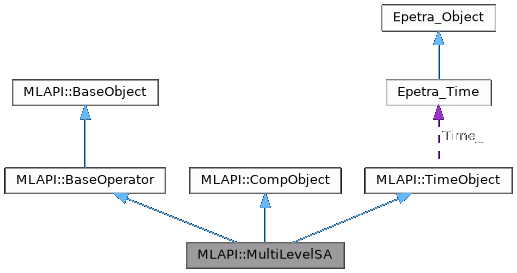 Epetra_Object
MLAPI::BaseObject
Epetra_Time
Time_
MLAPI::BaseOperator
MLAPI::CompObject
MLAPI::TimeObject
MLAPI::MultiLevelSA